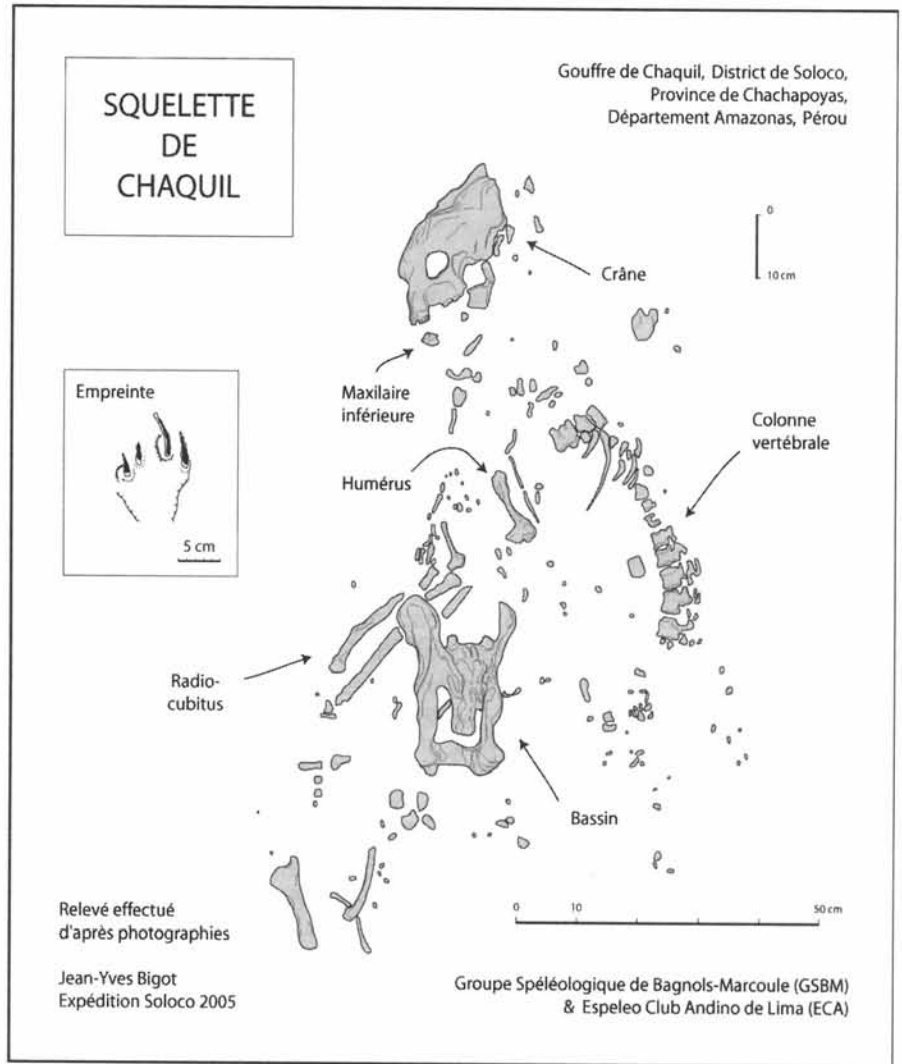 SQUELETTE
DE
CHAQUIL
Gouffre de Chaquil, District de Soloco,
Province de Chachapoyas,
Département Amazonas, Pérou
0
10 cm
Crâne
Maxilaire
inférieure
Empreinte
5 cm
Colonne
vertébrale
Humérus
Radio-
cubitus
Bassin
Relevé effectué
d'après photographies
Jean-Yves Bigot
Expédition Soloco 2005
0
10
50 cm
Groupe Spéléologique de Bagnols-Marcoule (GSBM)
& Espeleo Club Andino de Lima (ECA)